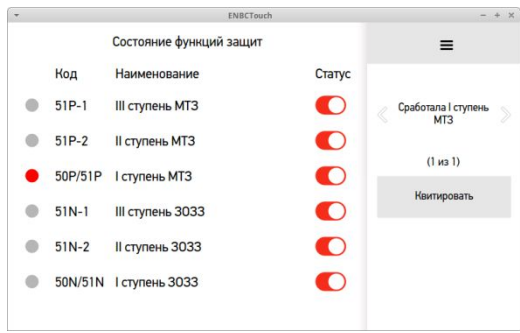 ENBCTouch
Состояние функций защит
Код Наименование Статус
51P-1 III ступень МТЗ
51P-2 II ступень МТЗ
50P/51P I ступень МТЗ
51N-1 III ступень ЗОЗЗ
51N-2 II ступень ЗОЗЗ
50N/51N I ступень ЗОЗЗ
Сработала I ступень
МТЗ
(1 из 1)
Квитировать